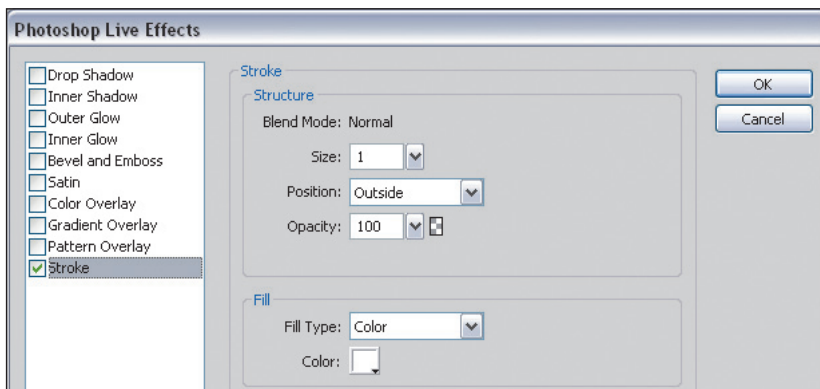 Photoshop Live Effects
Drop Shadow
Inner Shadow
Outer Glow
Inner Glow
Bevel and Emboss
Satin
Color Overlay
Gradient Overlay
Pattern Overlay
Stroke
Stroke
Structure
Blend Mode: Normal
Size: 1
Position: Outside
Opacity: 100
Fill
Fill Type: Color
Color:
OK
Cancel